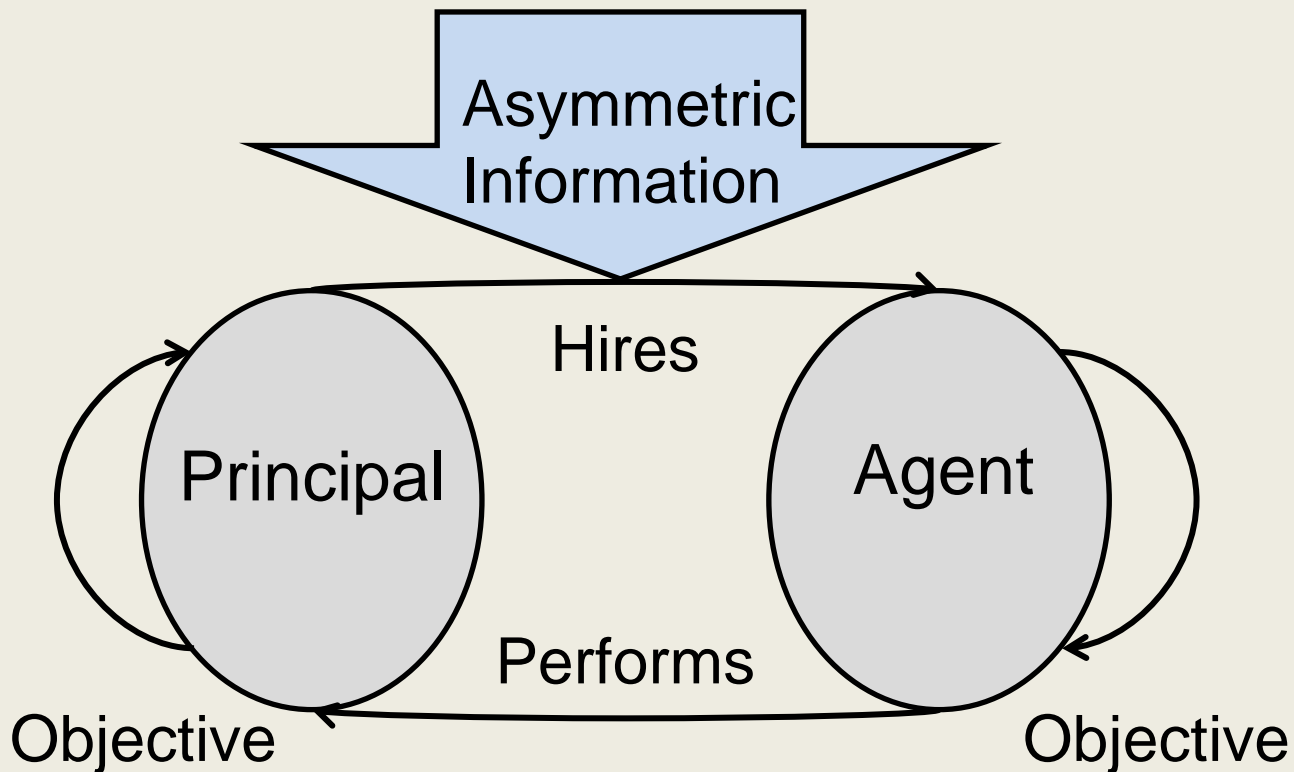 Asymmetric
Information
Hires
Principal
Agent
Performs
Objective
Objective